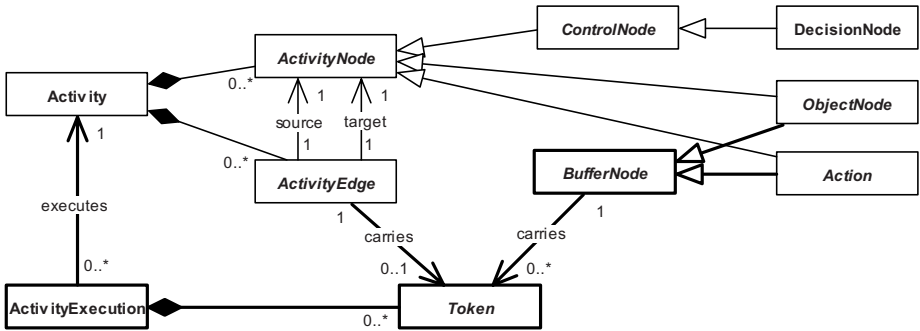 ControlNode
DecisionNode
ActivityNode
0..*
1
1
Activity
source
target
ObjectNode
1
1
1
0..*
ActivityEdge
BufferNode
Action
executes
1
1
carries
carries
0..*
0..1
0..*
ActivityExecution
Token
0..*